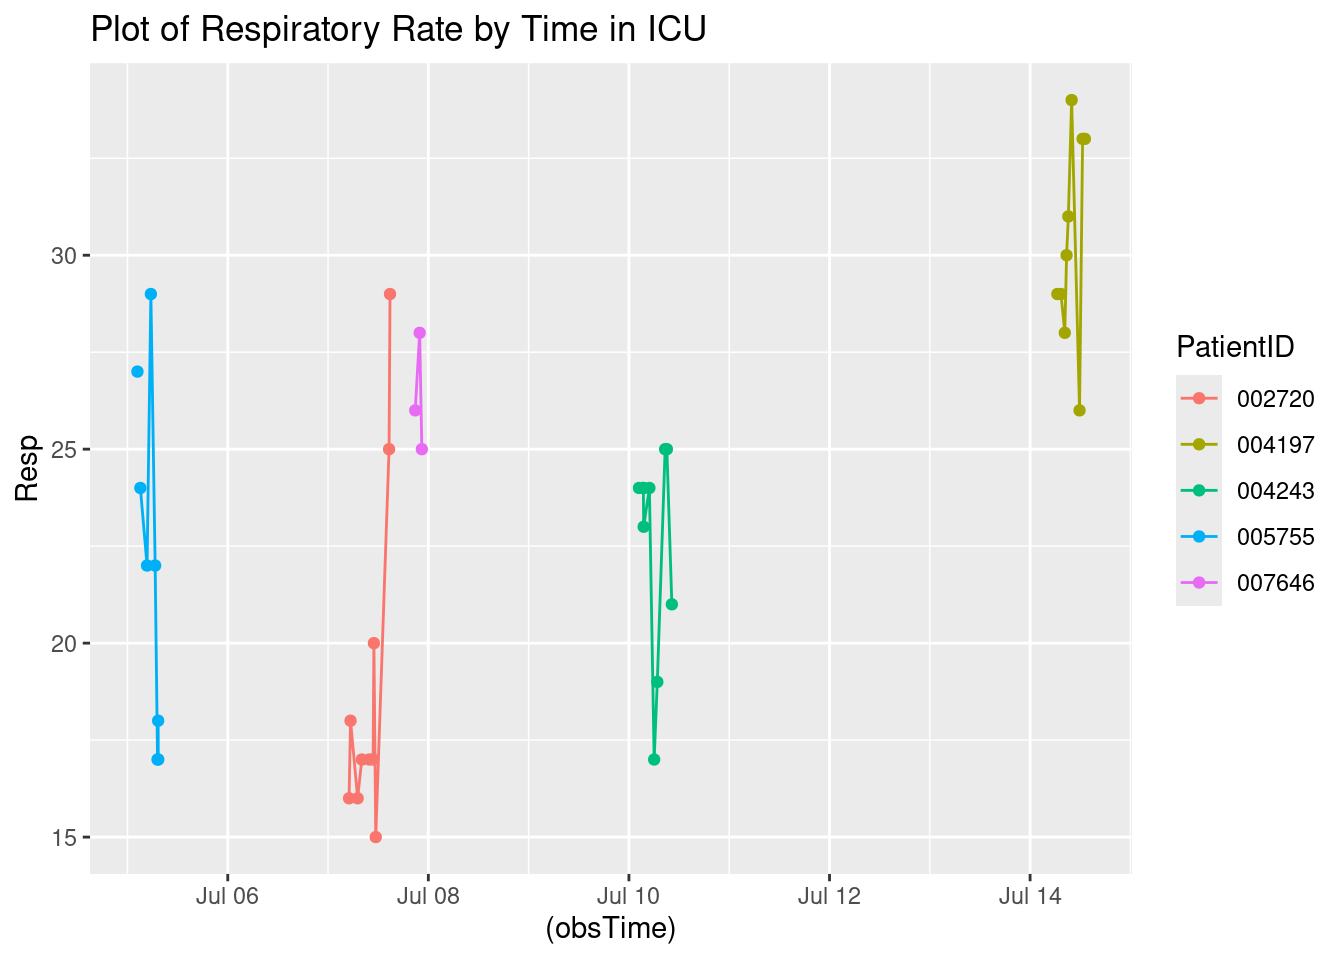 Plot of Respiratory Rate by Time in ICU
Resp
30
25
20
15
Jul 06 Jul 08 Jul 10 Jul 12 Jul 14
(obsTime)
PatientID
002720
004197
004243
005755
007646